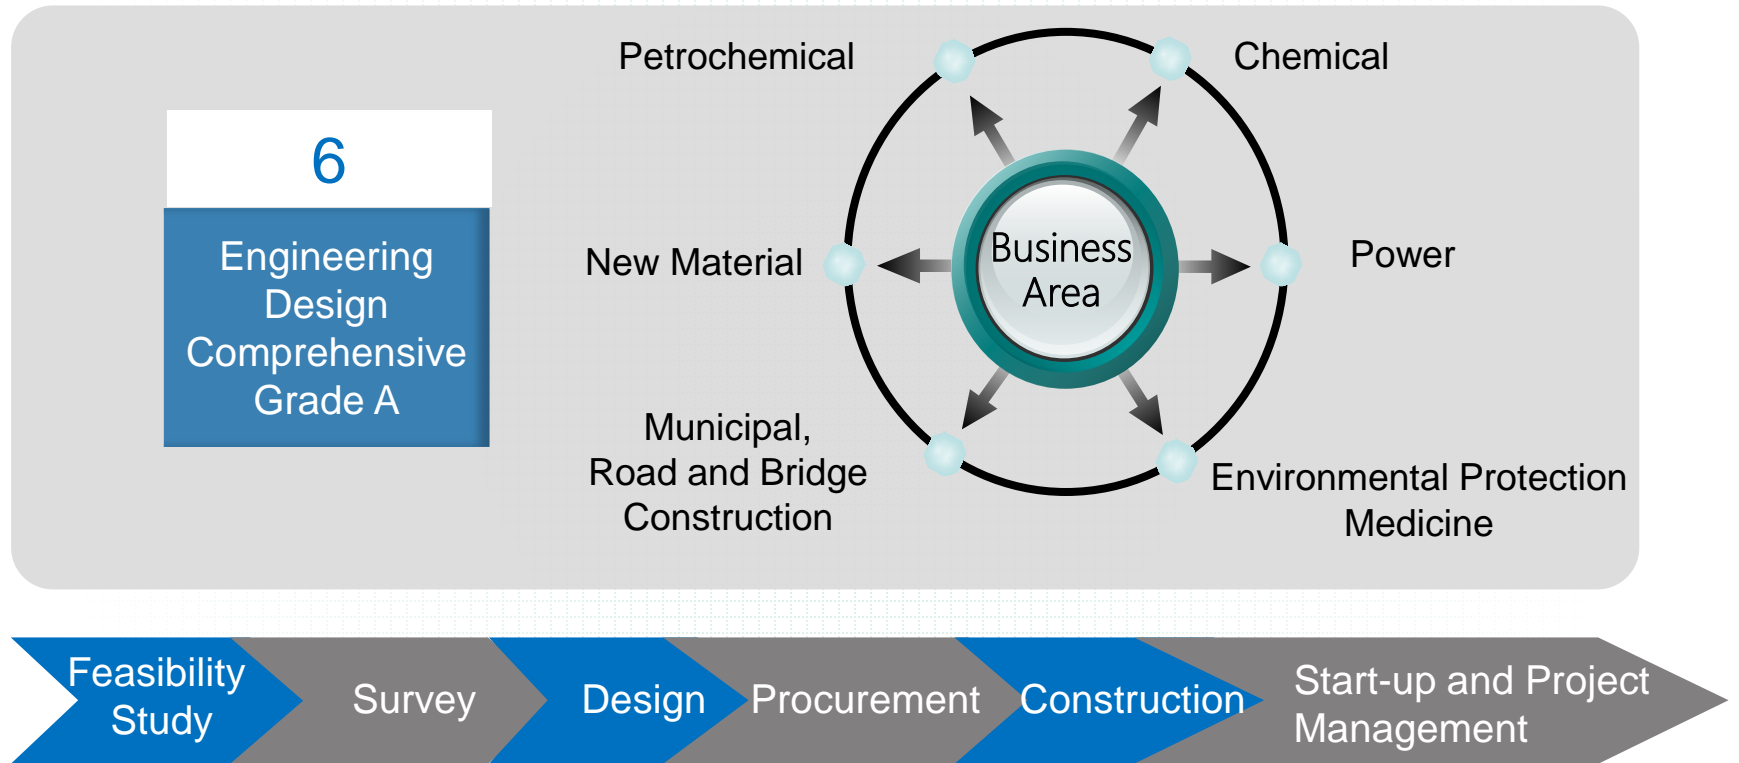 Petrochemical
Chemical
6
Engineering
Design
Comprehensive
Grade A
New Material
Business
Area
Power
Municipal,
Road and Bridge
Construction
Environmental Protection
Medicine
Feasibility
Study
Survey
Design
Procurement
Construction
Start-up and Project
Management